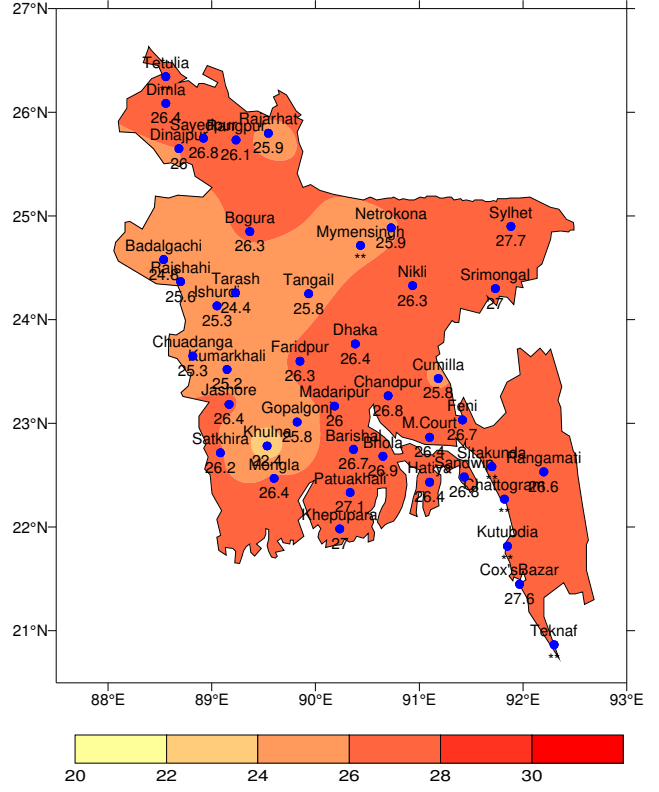 27°N
26°N
25°N
24°N
23°N
22°N
21°N
Tetulia
**
Dimla
26.4
Sayedpur
26.8
Rangpur
26.1
Rajarhat
25.9
Dinajpur
26
Bogura
26.3
Netrokona
25.9
Mymensingh
**
Sylhet
27.7
Badalgachi
24.8
Rajshahi
25.6
Tarash
24.4
Ishurdi
25.3
Tangail
25.8
Nikli
26.3
Srimongal
27
Dhaka
26.4
Chuadanga
25.3
Kumarkhali
25.2
Faridpur
26.3
Cumilla
25.8
Jashore
26.4
Madaripur
26
Chandpur
26.8
Gopalgonj
25.8
Feni
26.7
M.Court
26.4
Khulna
22.4
Satkhira
26.2
Barishal
26.7
Bhola
26.9
Mongla
26.4
Patuakhali
27.1
Hatiya
26.4
Sandwip
26.8
Sitakunda
**
Rangamati
26.6
Chattogram
**
Khepupara
27
Kutubdia
**
Cox'sBazar
27.6
Teknaf
**
88°E
89°E
90°E
91°E
92°E
93°E
20
22
24
26
28
30